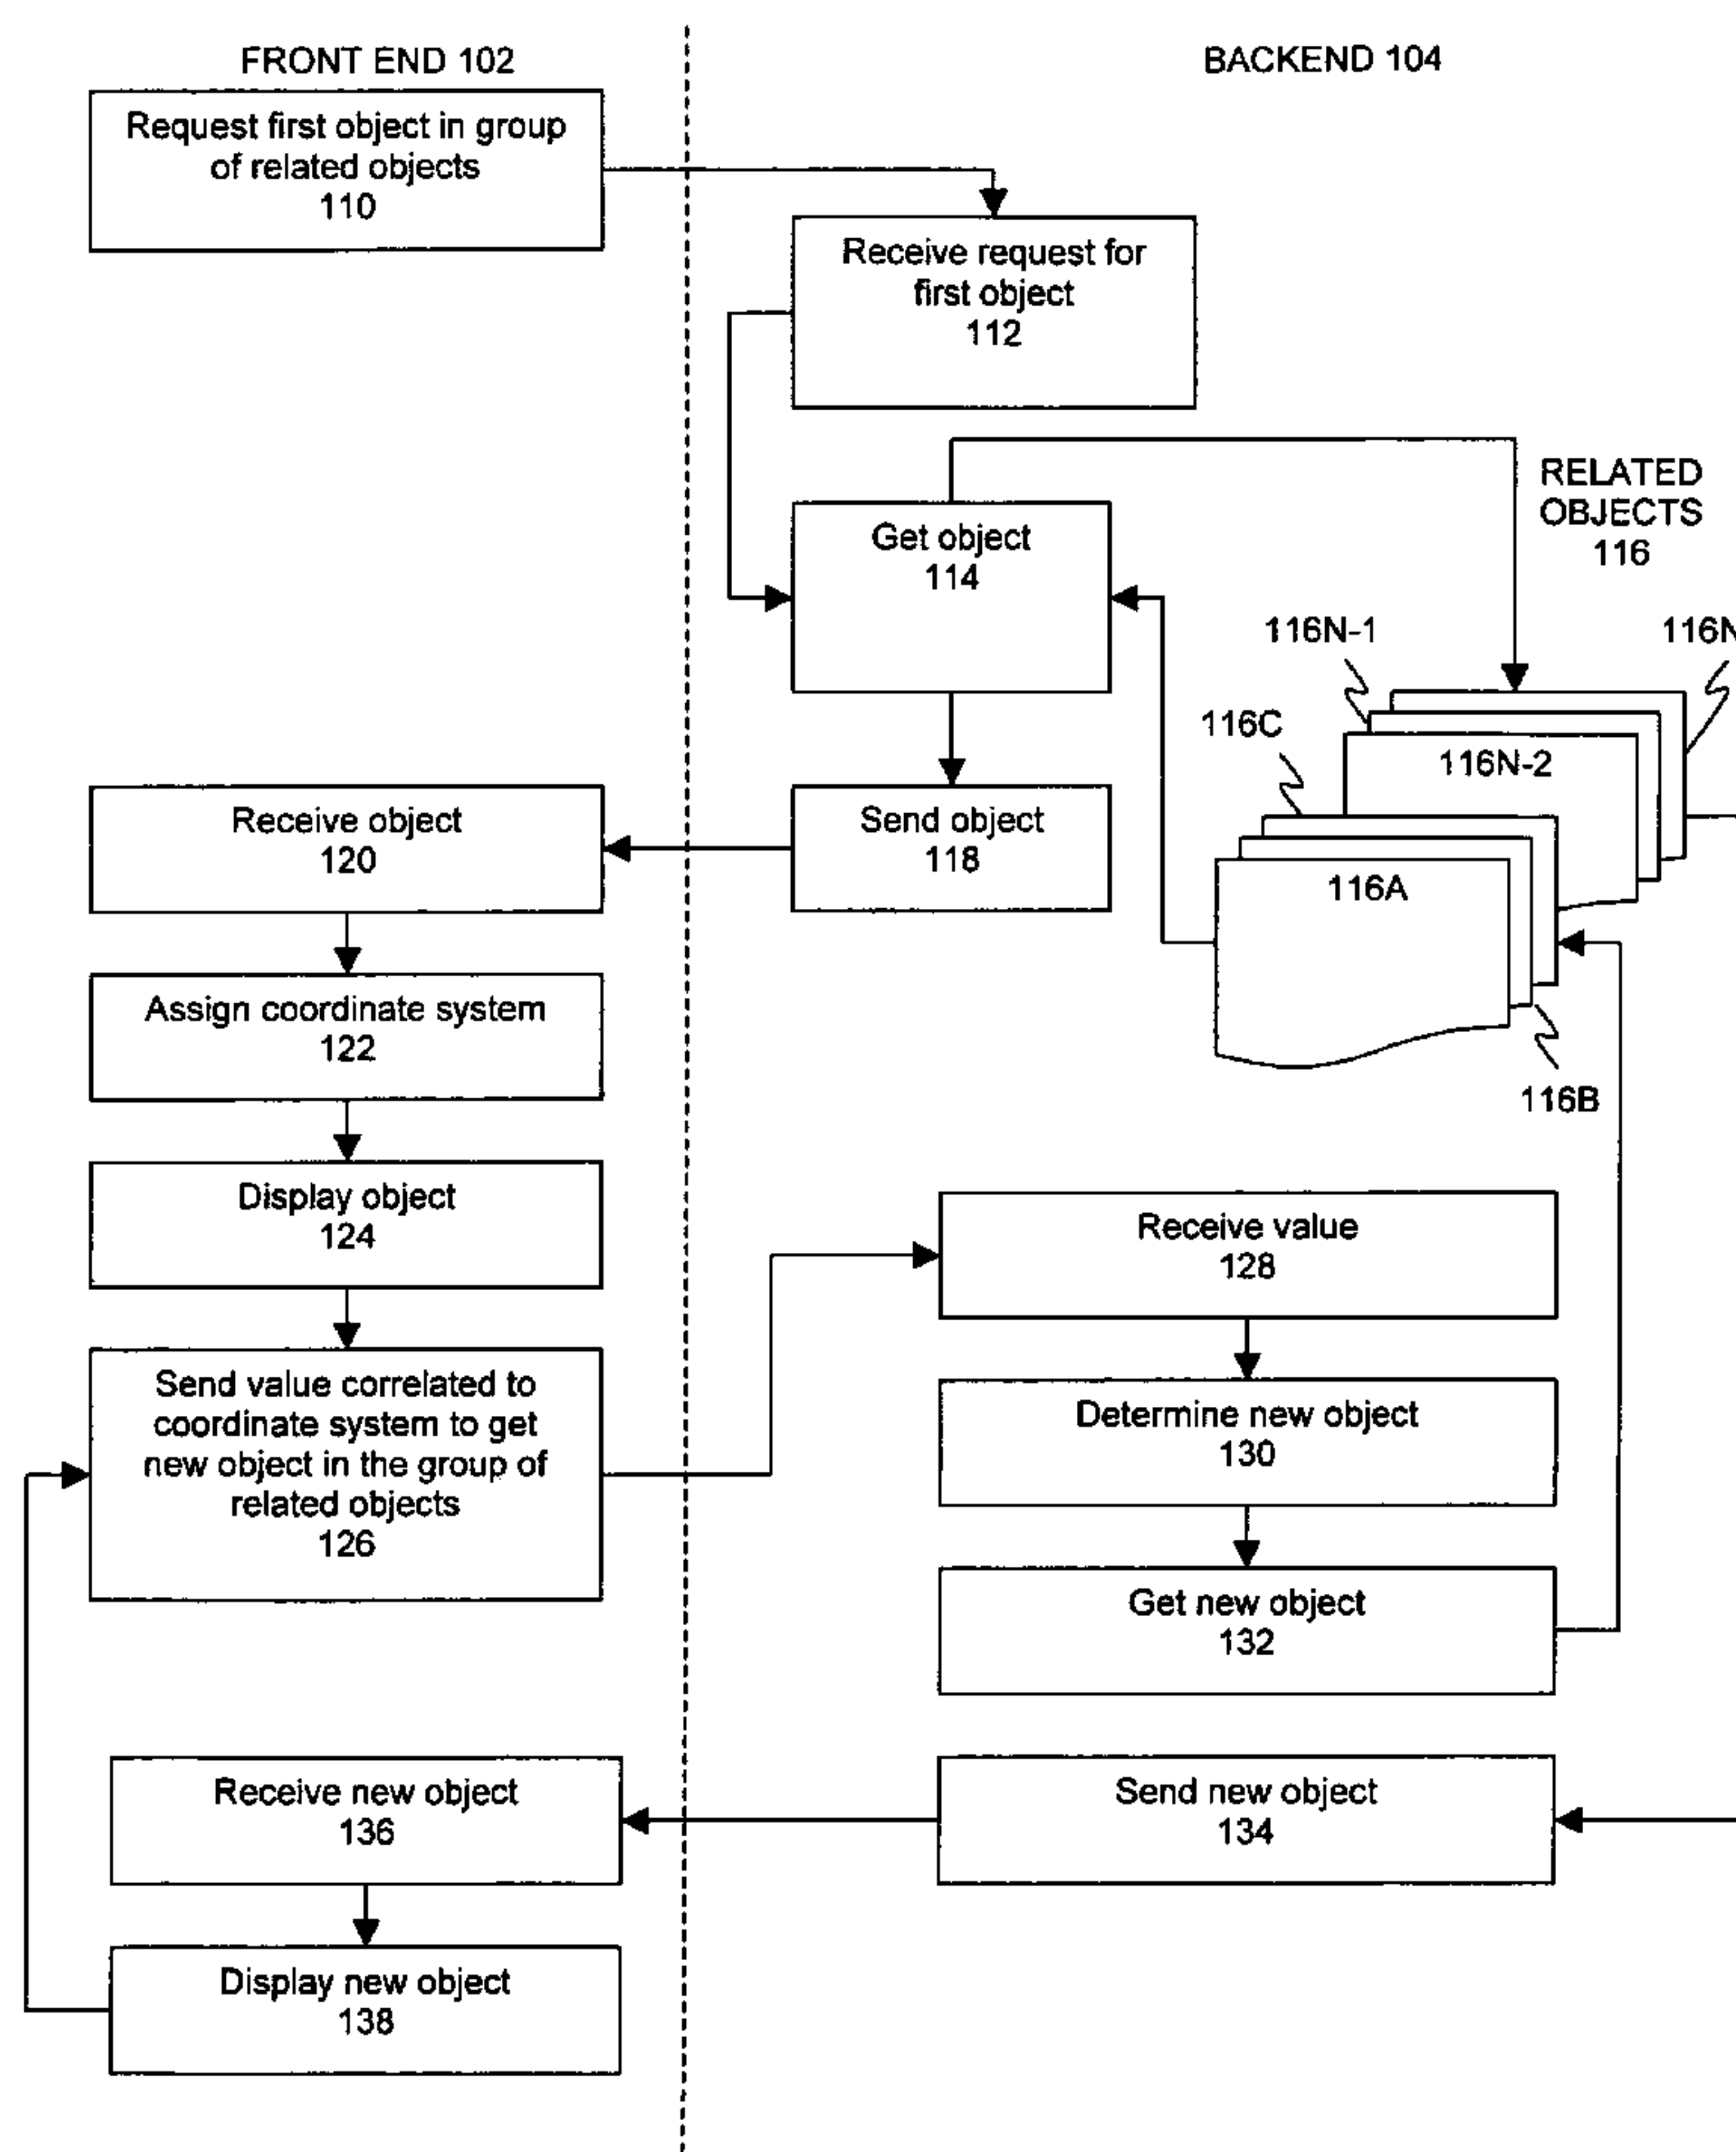 FRONT END 102
BACKEND 104
Request first object in group
of related objects
110
Receive request for
first object
112
Get object
114
RELATED
OBJECTS
116
116N-1
116N
116C
116N-2
116A
116B
Receive object
120
Send object
118
Assign coordinate system
122
Display object
124
Receive value
128
Send value correlated to
coordinate system to get
new object in the group of
related objects
126
Determine new object
130
Get new object
132
Receive new object
136
Send new object
134
Display new object
138